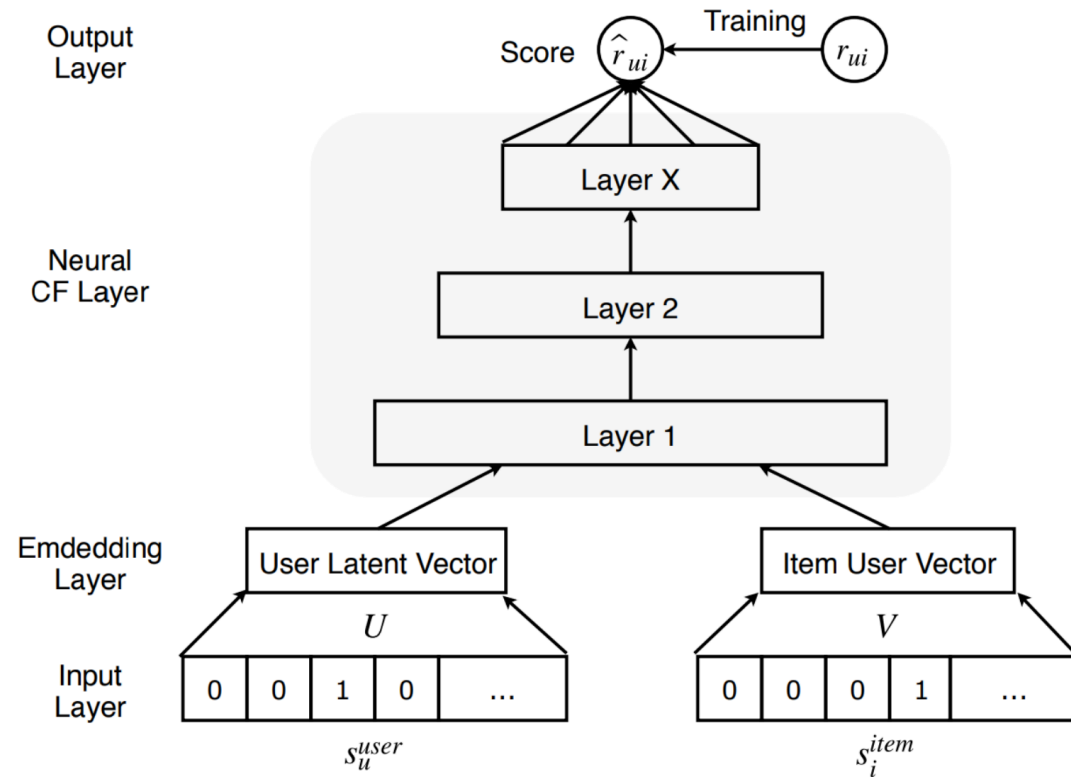 Output
Layer
Score
r̂ui
Training
rui
Layer X
Neural
CF Layer
Layer 2
Layer 1
Emdedding
Layer
User Latent Vector
Item User Vector
U
V
Input
Layer
0 0 1 0 ...
0 0 0 1 ...
s_u^user
s_i^item